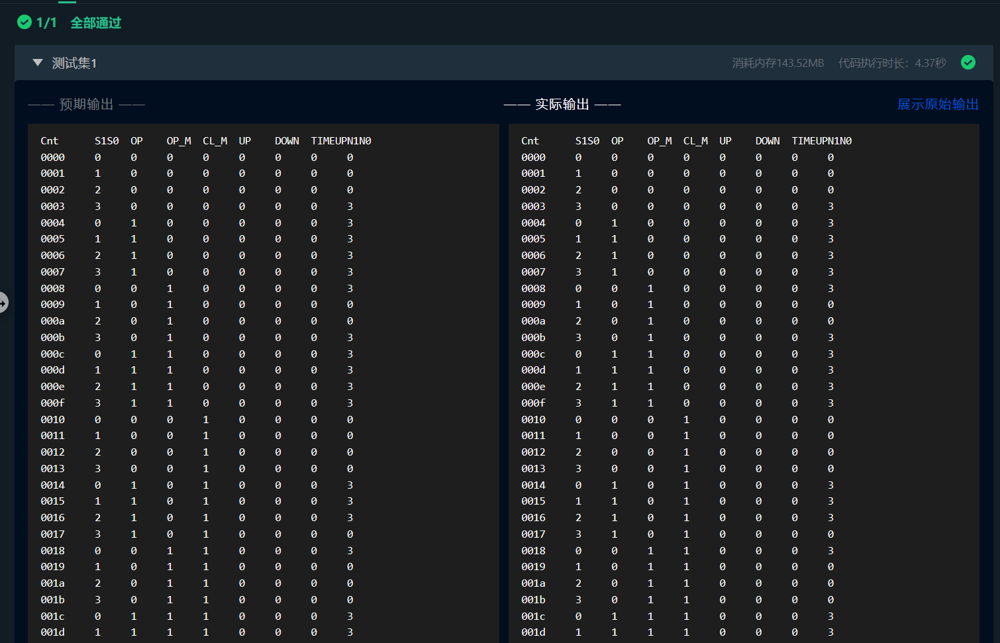 1/1 全部通过
测试集1 消耗内存143.52MB 代码执行时长：4.37秒
—— 预期输出 —— —— 实际输出 —— 展示原始输出
Cnt S1S0 OP OP_M CL_M UP DOWN TIMEUPN1N0 Cnt S1S0 OP OP_M CL_M UP DOWN TIMEUPN1N0
0000 0 0 0 0 0 0 0 0 0000 0 0 0 0 0 0 0 0
0001 1 0 0 0 0 0 0 0 0001 1 0 0 0 0 0 0 0
0002 2 0 0 0 0 0 0 0 0002 2 0 0 0 0 0 0 0
0003 3 0 0 0 0 0 0 3 0003 3 0 0 0 0 0 0 3
0004 0 1 0 0 0 0 0 3 0004 0 1 0 0 0 0 0 3
0005 1 1 0 0 0 0 0 3 0005 1 1 0 0 0 0 0 3
0006 2 1 0 0 0 0 0 3 0006 2 1 0 0 0 0 0 3
0007 3 1 0 0 0 0 0 3 0007 3 1 0 0 0 0 0 3
0008 0 0 1 0 0 0 0 3 0008 0 0 1 0 0 0 0 3
0009 1 0 1 0 0 0 0 0 0009 1 0 1 0 0 0 0 0
000a 2 0 1 0 0 0 0 0 000a 2 0 1 0 0 0 0 0
000b 3 0 1 0 0 0 0 3 000b 3 0 1 0 0 0 0 3
000c 0 1 1 0 0 0 0 3 000c 0 1 1 0 0 0 0 3
000d 1 1 1 0 0 0 0 3 000d 1 1 1 0 0 0 0 3
000e 2 1 1 0 0 0 0 3 000e 2 1 1 0 0 0 0 3
000f 3 1 1 0 0 0 0 3 000f 3 1 1 0 0 0 0 3
0010 0 0 0 1 0 0 0 0 0010 0 0 0 1 0 0 0 0
0011 1 0 0 1 0 0 0 0 0011 1 0 0 1 0 0 0 0
0012 2 0 0 1 0 0 0 0 0012 2 0 0 1 0 0 0 0
0013 3 0 0 1 0 0 0 0 0013 3 0 0 1 0 0 0 0
0014 0 1 0 1 0 0 0 3 0014 0 1 0 1 0 0 0 3
0015 1 1 0 1 0 0 0 3 0015 1 1 0 1 0 0 0 3
0016 2 1 0 1 0 0 0 3 0016 2 1 0 1 0 0 0 3
0017 3 1 0 1 0 0 0 0 0017 3 1 0 1 0 0 0 0
0018 0 0 1 1 0 0 0 3 0018 0 0 1 1 0 0 0 3
0019 1 0 1 1 0 0 0 0 0019 1 0 1 1 0 0 0 0
001a 2 0 1 1 0 0 0 0 001a 2 0 1 1 0 0 0 0
001b 3 0 1 1 0 0 0 0 001b 3 0 1 1 0 0 0 0
001c 0 1 1 1 0 0 0 3 001c 0 1 1 1 0 0 0 3
001d 1 1 1 1 0 0 0 3 001d 1 1 1 1 0 0 0 3